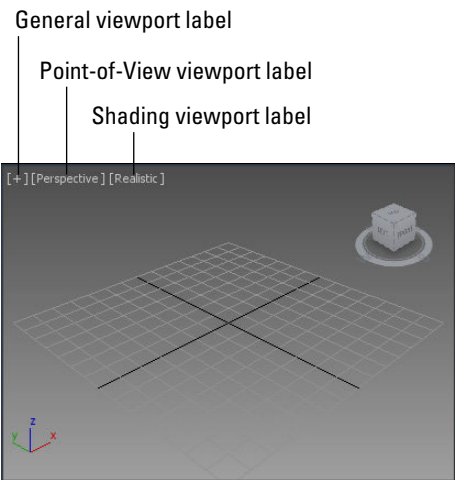 General viewport label
Point-of-View viewport label
Shading viewport label
[+][Perspective][Realistic]
z
y
x